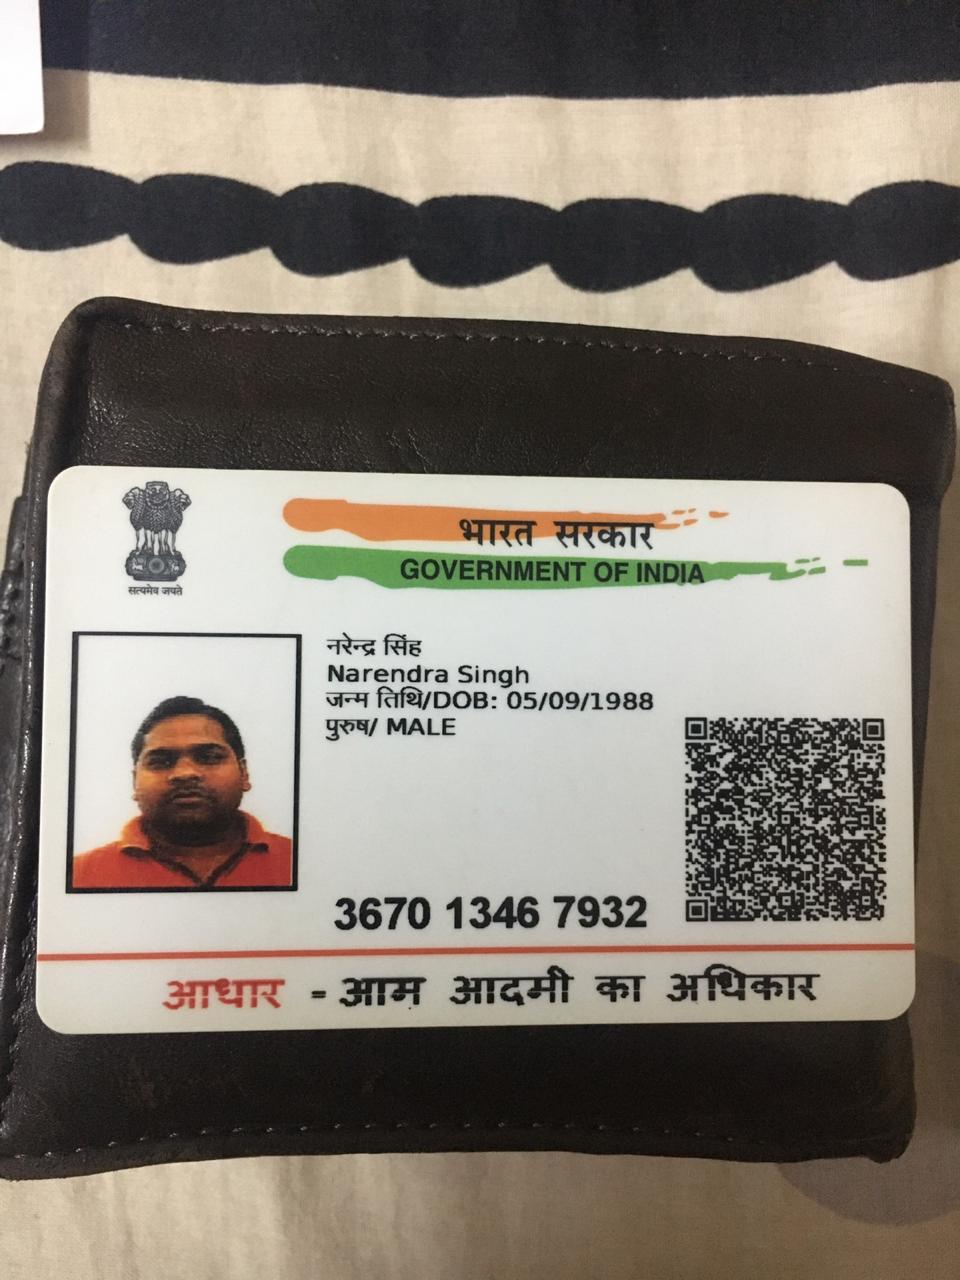 सत्यमेव जयते
भारत सरकार
GOVERNMENT OF INDIA
नरेन्द्र सिंह
Narendra Singh
जन्म तिथि/DOB: 05/09/1988
पुरुष/ MALE
3670 1346 7932
आधार - आम आदमी का अधिकार